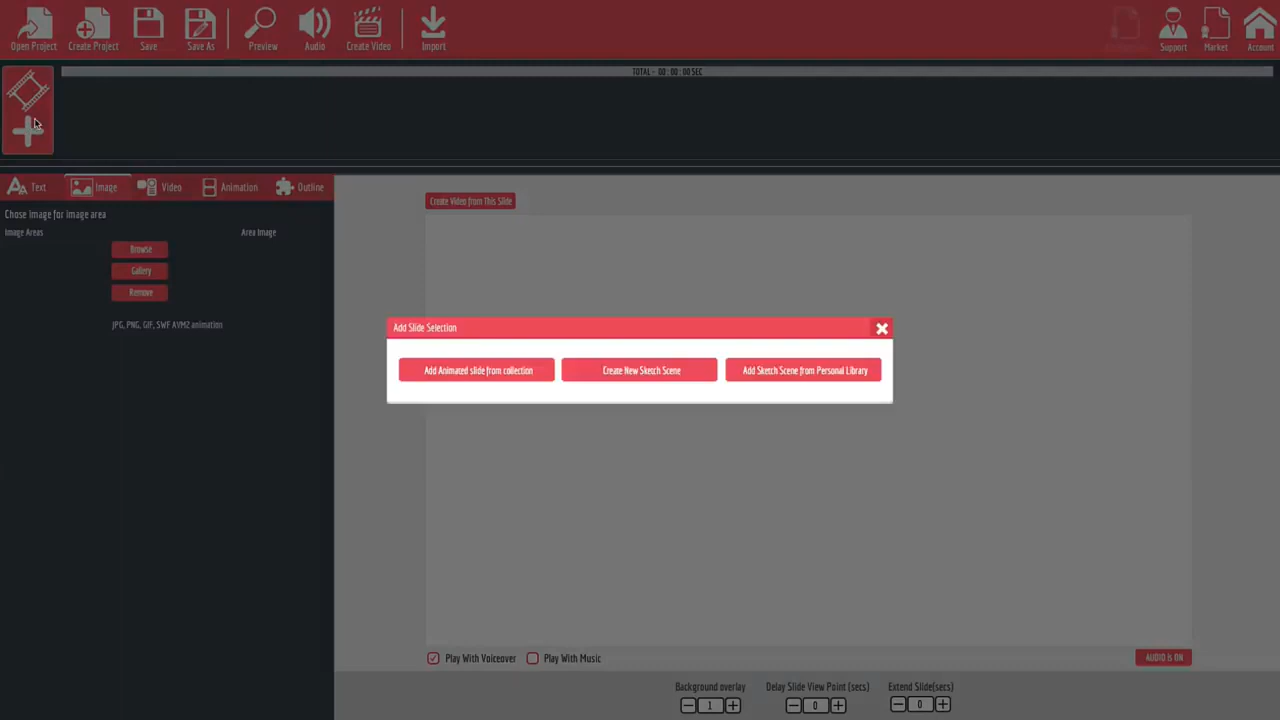 Open Project Create Project Save Save As Preview Audio Create Video Import Support Market Account
TOTAL - 00 : 00 : 00 SEC
Text Image Video Animation Outline
Chose image for image area
Image Areas Area Image
Browse
Gallery
Remove
JPG, PNG, GIF, SWF AVM2 animation
Create Video from This Slide
Add Slide Selection
Add Animated slide from collection Create New Sketch Scene Add Sketch Scene from Personal Library
Play With Voiceover Play With Music AUDIO is ON
Background overlay Delay Slide View Point (secs) Extend Slide(secs)
1 0 0